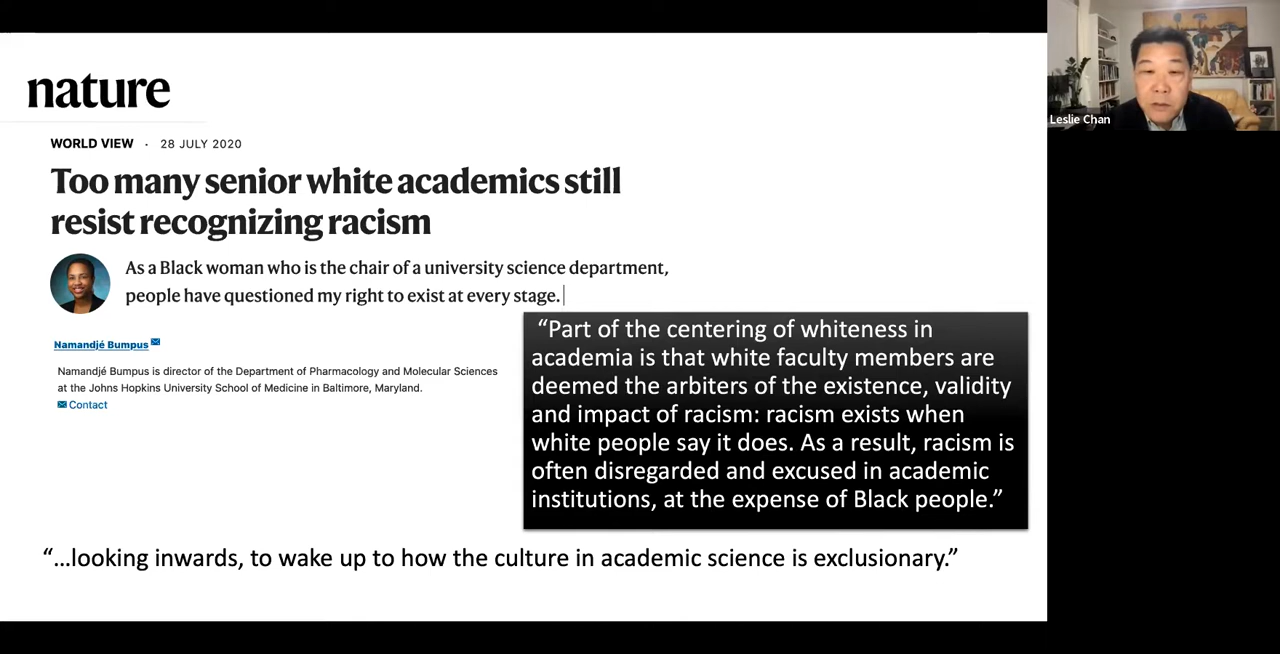 nature
WORLD VIEW · 28 JULY 2020
Too many senior white academics still
resist recognizing racism
As a Black woman who is the chair of a university science department,
people have questioned my right to exist at every stage.
Namandjé Bumpus
Namandjé Bumpus is director of the Department of Pharmacology and Molecular Sciences
at the Johns Hopkins University School of Medicine in Baltimore, Maryland.
Contact
“Part of the centering of whiteness in
academia is that white faculty members are
deemed the arbiters of the existence, validity
and impact of racism: racism exists when
white people say it does. As a result, racism is
often disregarded and excused in academic
institutions, at the expense of Black people.”
“…looking inwards, to wake up to how the culture in academic science is exclusionary.”
Leslie Chan